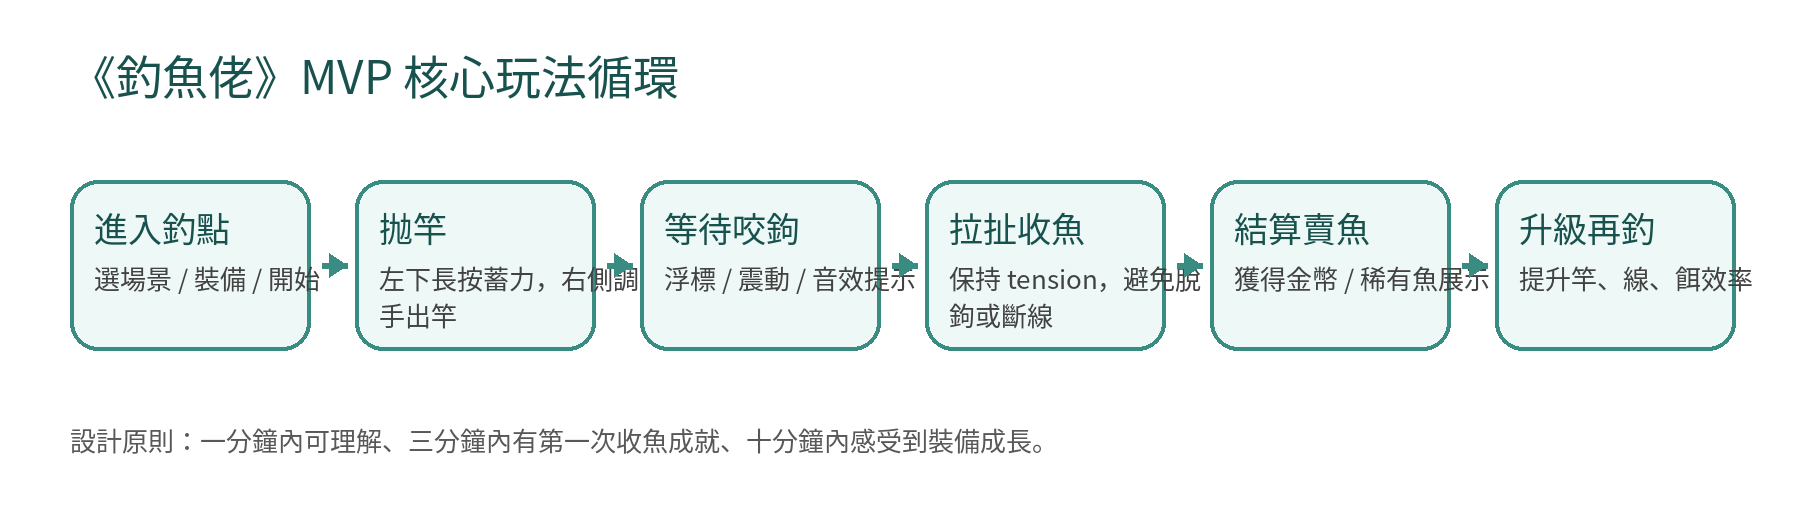 《釣魚佬》MVP 核心玩法循環
進入釣點
選場景 / 裝備 / 開始
拋竿
左下長按蓄力，右側調
手出竿
等待咬鉤
浮標 / 震動 / 音效提示
拉扯收魚
保持 tension，避免脫
鉤或斷線
結算賣魚
獲得金幣 / 稀有魚展示
升級再釣
提升竿、線、餌效率
設計原則：一分鐘內可理解、三分鐘內有第一次收魚成就、十分鐘內感受到裝備成長。